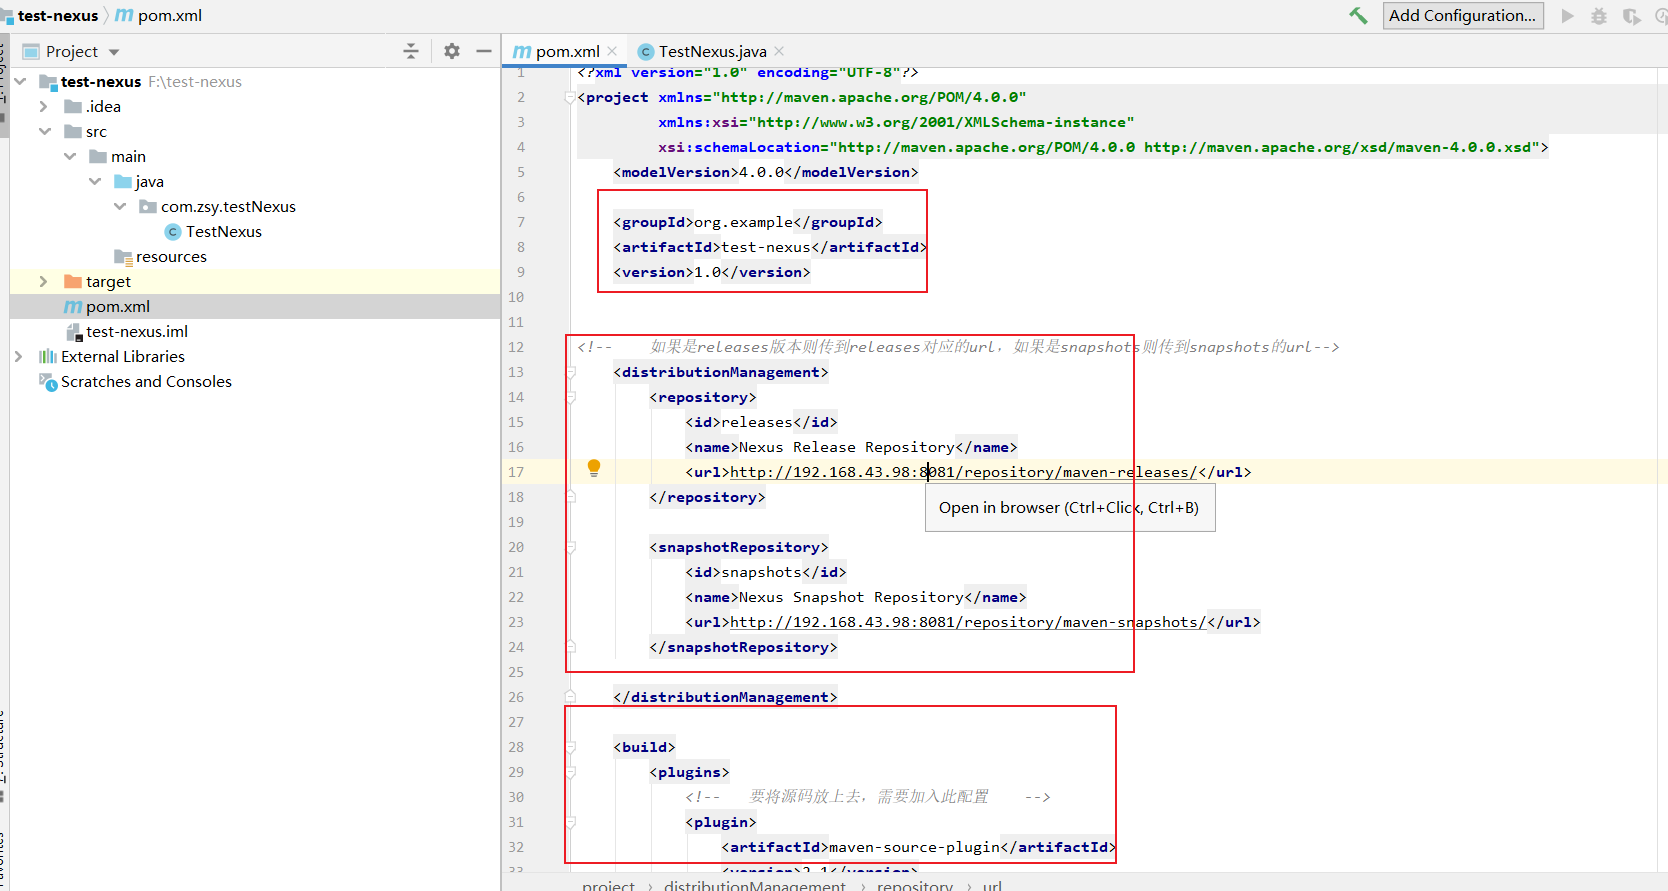 test-nexus pom.xml
Add Configuration...
Project
pom.xml
TestNexus.java
test-nexus F:\test-nexus
.idea
src
main
java
com.zsy.testNexus
TestNexus
resources
target
pom.xml
test-nexus.iml
External Libraries
Scratches and Consoles
1 <?xml version="1.0" encoding="UTF-8"?>
2 <project xmlns="http://maven.apache.org/POM/4.0.0"
3 xmlns:xsi="http://www.w3.org/2001/XMLSchema-instance"
4 xsi:schemaLocation="http://maven.apache.org/POM/4.0.0 http://maven.apache.org/xsd/maven-4.0.0.xsd">
5 <modelVersion>4.0.0</modelVersion>
6
7 <groupId>org.example</groupId>
8 <artifactId>test-nexus</artifactId>
9 <version>1.0</version>
10
11
12 <!-- 如果是releases版本则传到releases对应的url，如果是snapshots则传到snapshots的url-->
13 <distributionManagement>
14 <repository>
15 <id>releases</id>
16 <name>Nexus Release Repository</name>
17 <url>http://192.168.43.98:8081/repository/maven-releases/</url>
Open in browser (Ctrl+Click, Ctrl+B)
18 </repository>
19
20 <snapshotRepository>
21 <id>snapshots</id>
22 <name>Nexus Snapshot Repository</name>
23 <url>http://192.168.43.98:8081/repository/maven-snapshots/</url>
24 </snapshotRepository>
25
26 </distributionManagement>
27
28 <build>
29 <plugins>
30 <!-- 要将源码放上去，需要加入此配置 -->
31 <plugin>
32 <artifactId>maven-source-plugin</artifactId>
33 <version>2.1</version>
project › distributionManagement › repository › url